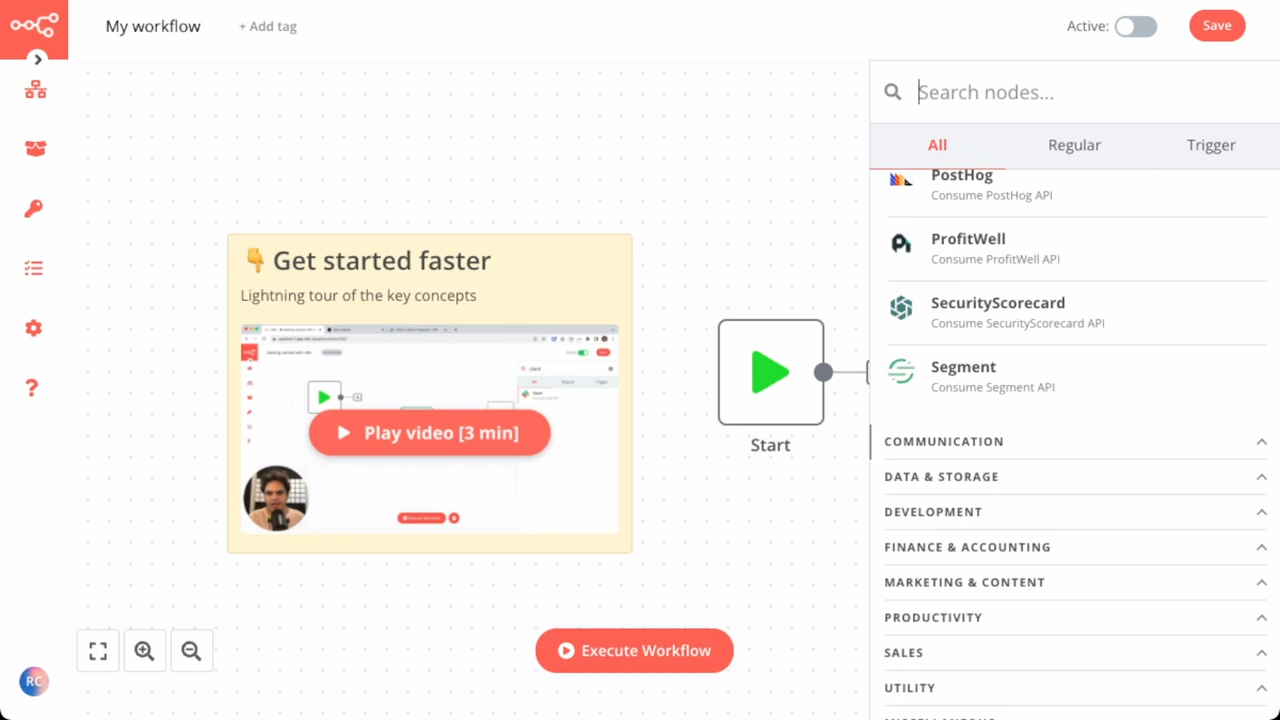 My workflow
+ Add tag
Active:
Save
Search nodes...
All
Regular
Trigger
PostHog
Consume PostHog API
ProfitWell
Consume ProfitWell API
SecurityScorecard
Consume SecurityScorecard API
Segment
Consume Segment API
COMMUNICATION
DATA & STORAGE
DEVELOPMENT
FINANCE & ACCOUNTING
MARKETING & CONTENT
PRODUCTIVITY
SALES
UTILITY
👇 Get started faster
Lightning tour of the key concepts
Play video [3 min]
Start
Execute Workflow
RC